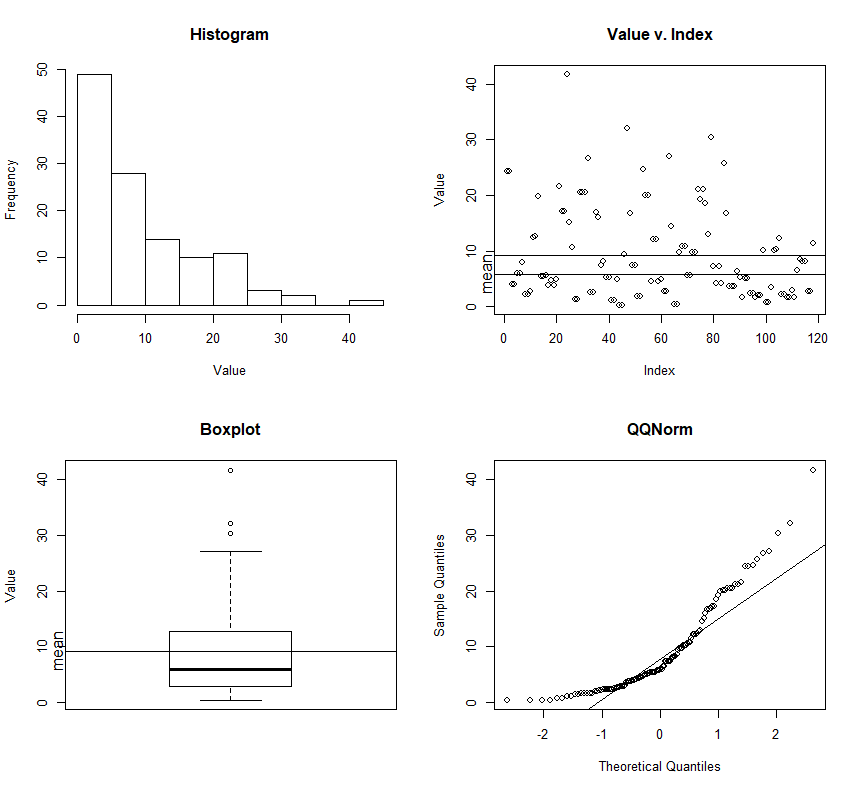 Histogram
Frequency
50
40
30
20
10
0
0 10 20 30 40
Value
Value v. Index
Value
40
30
20
10
0
mean
0 20 40 60 80 100 120
Index
Boxplot
Value
40
30
20
10
0
mean
QQNorm
Sample Quantiles
40
30
20
10
0
-2 -1 0 1 2
Theoretical Quantiles